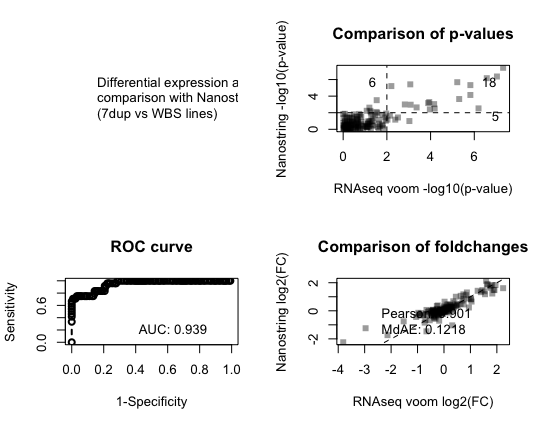 Differential expression a
comparison with Nanost
(7dup vs WBS lines)
Comparison of p-values
Nanostring -log10(p-value)
0 4
6 18
5
0 2 4 6
RNAseq voom -log10(p-value)
ROC curve
Sensitivity
0.0 0.6
AUC: 0.939
0.0 0.2 0.4 0.6 0.8 1.0
1-Specificity
Comparison of foldchanges
Nanostring log2(FC)
-2 0 2
Pearson: 0.901
MdAE: 0.1218
-4 -3 -2 -1 0 1 2
RNAseq voom log2(FC)